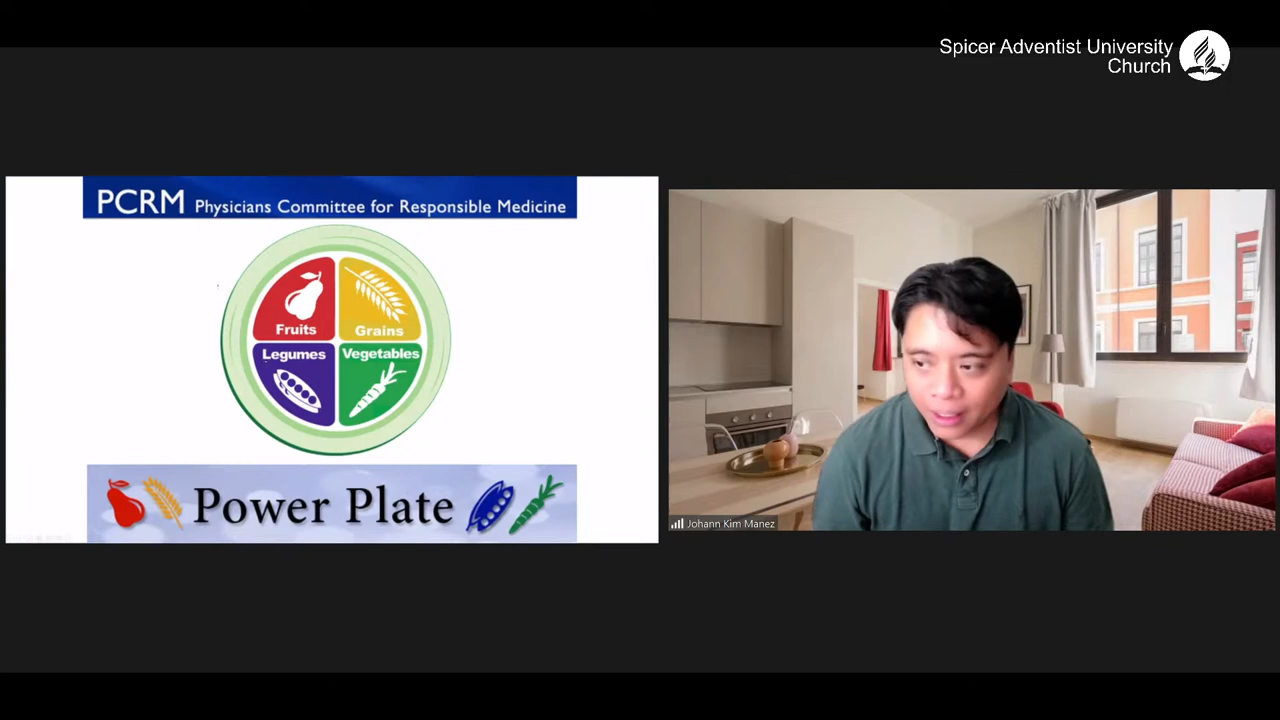 Spicer Adventist University
Church
PCRM Physicians Committee for Responsible Medicine
Fruits
Grains
Legumes
Vegetables
Power Plate
Johann Kim Manez